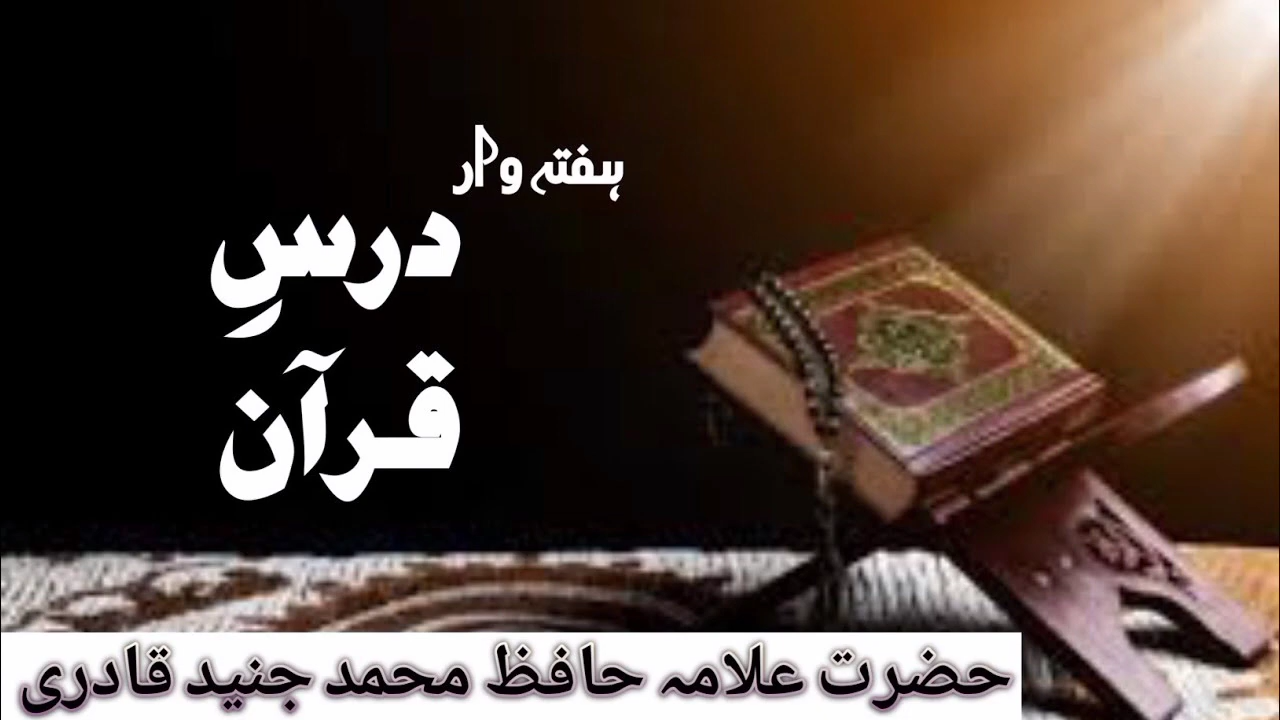 ہفتہ وار
درسِ
قرآن
حضرت علامہ حافظ محمد جنید قادری